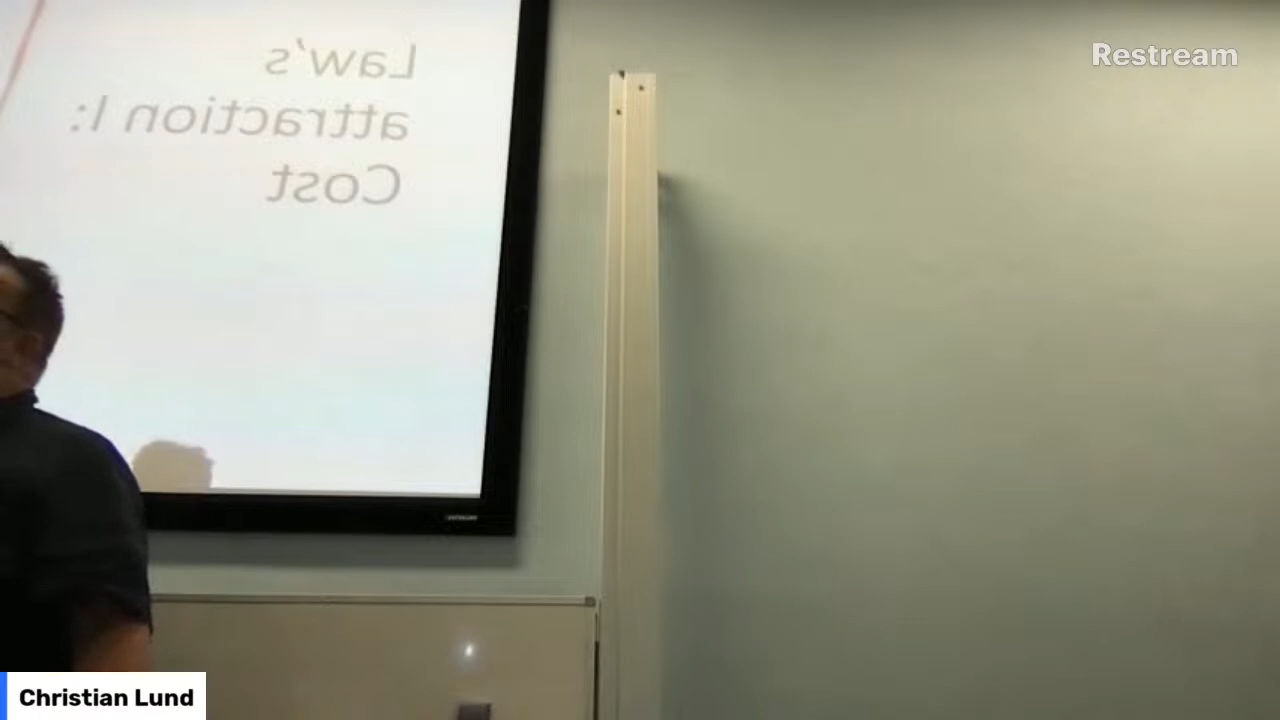 Law's
attraction I:
Cost
Restream
Christian Lund